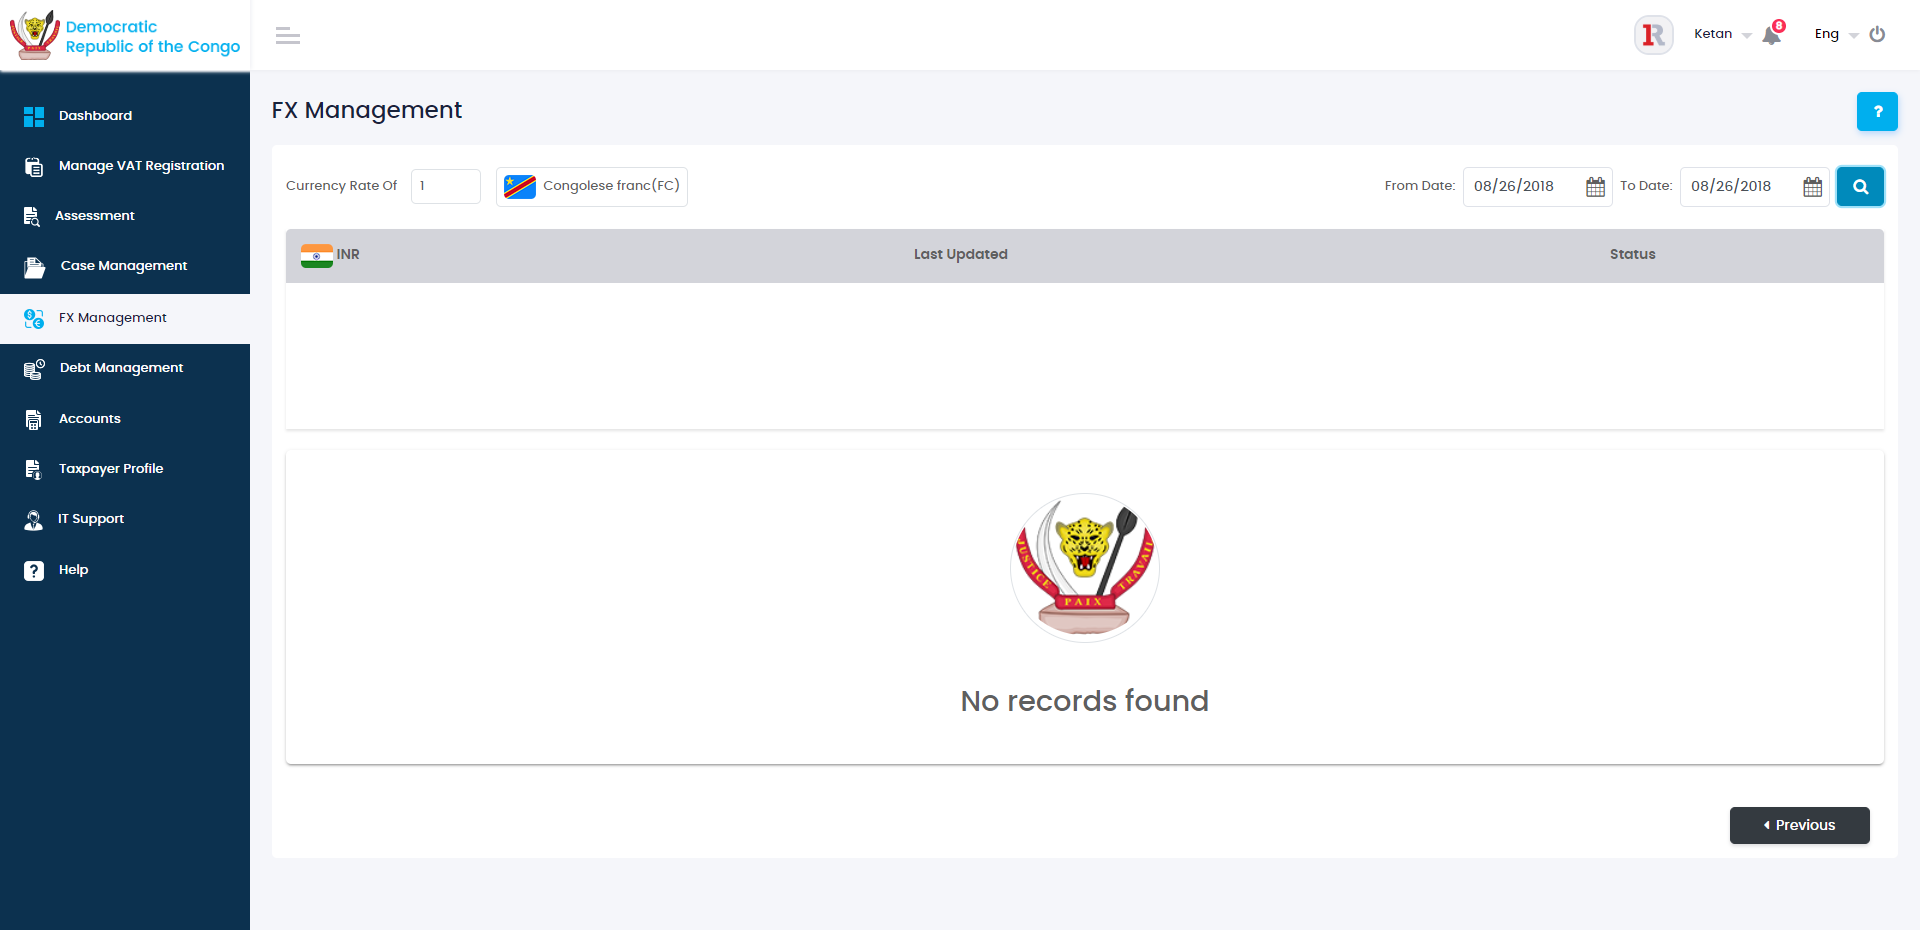 Democratic
Republic of the Congo
1R
Ketan
8
Eng
Dashboard
Manage VAT Registration
Assessment
Case Management
FX Management
Debt Management
Accounts
Taxpayer Profile
IT Support
? Help
FX Management
?
Currency Rate Of 1 Congolese franc(FC) From Date: 08/26/2018 To Date: 08/26/2018
INR Last Updated Status
JUSTICE PAIX TRAVAIL
No records found
Previous